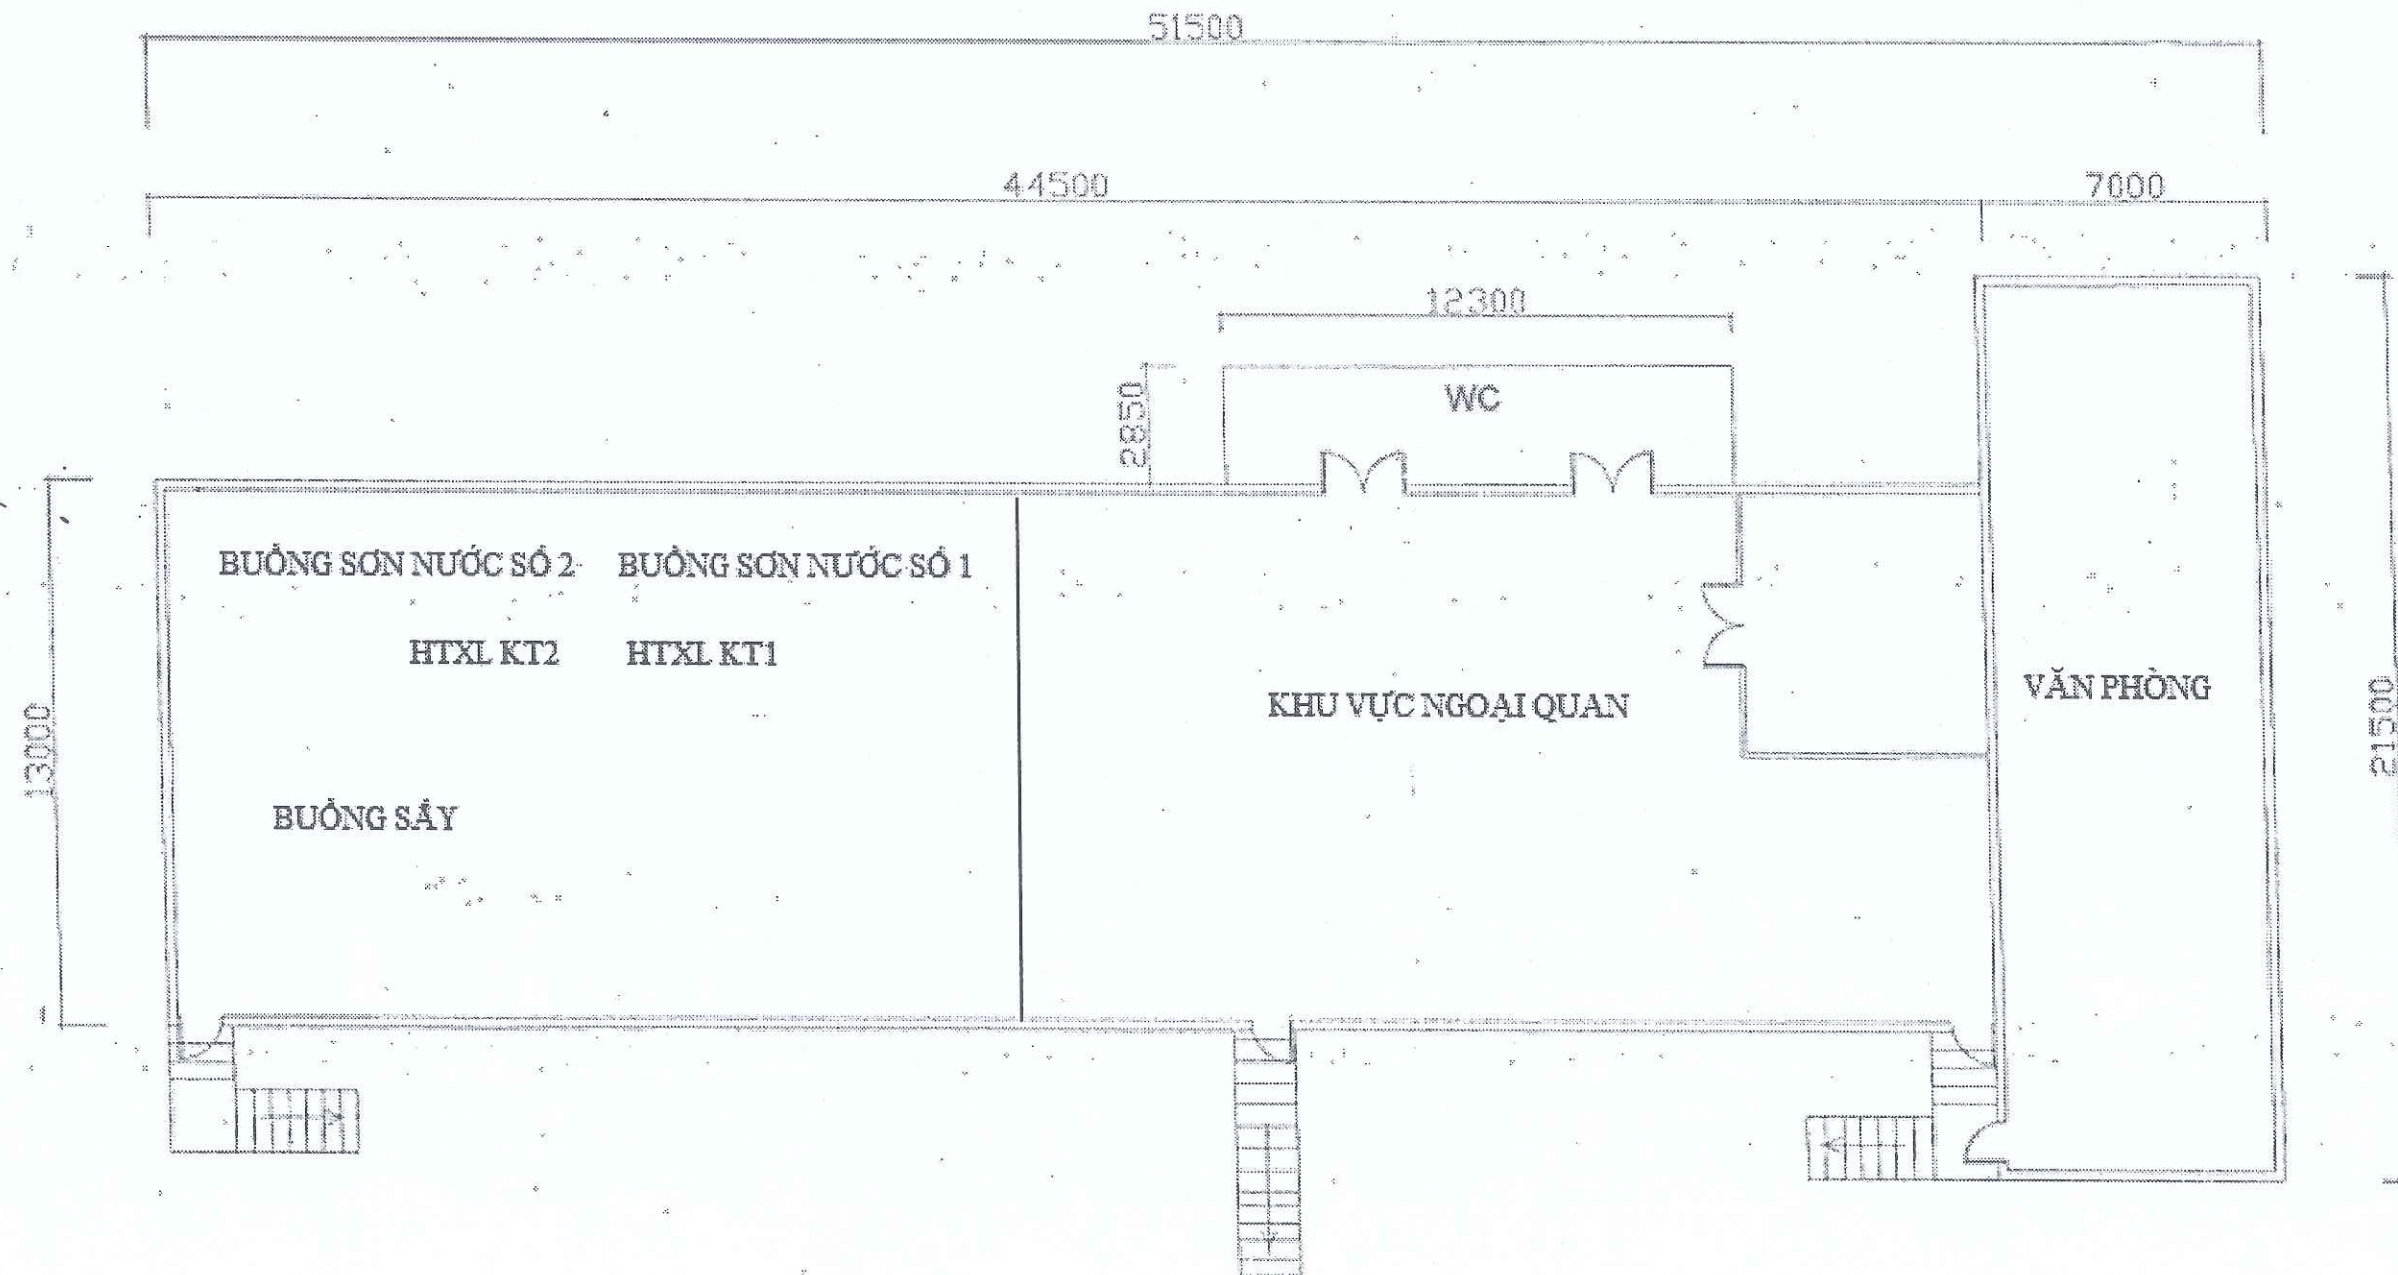 51500
44500
7000
12300
2850
WC
BUỒNG SƠN NƯỚC SỐ 2
BUỒNG SƠN NƯỚC SỐ 1
HTXL KT2
HTXL KT1
KHU VỰC NGOẠI QUAN
VĂN PHÒNG
13000
21500
BUỒNG SẤY